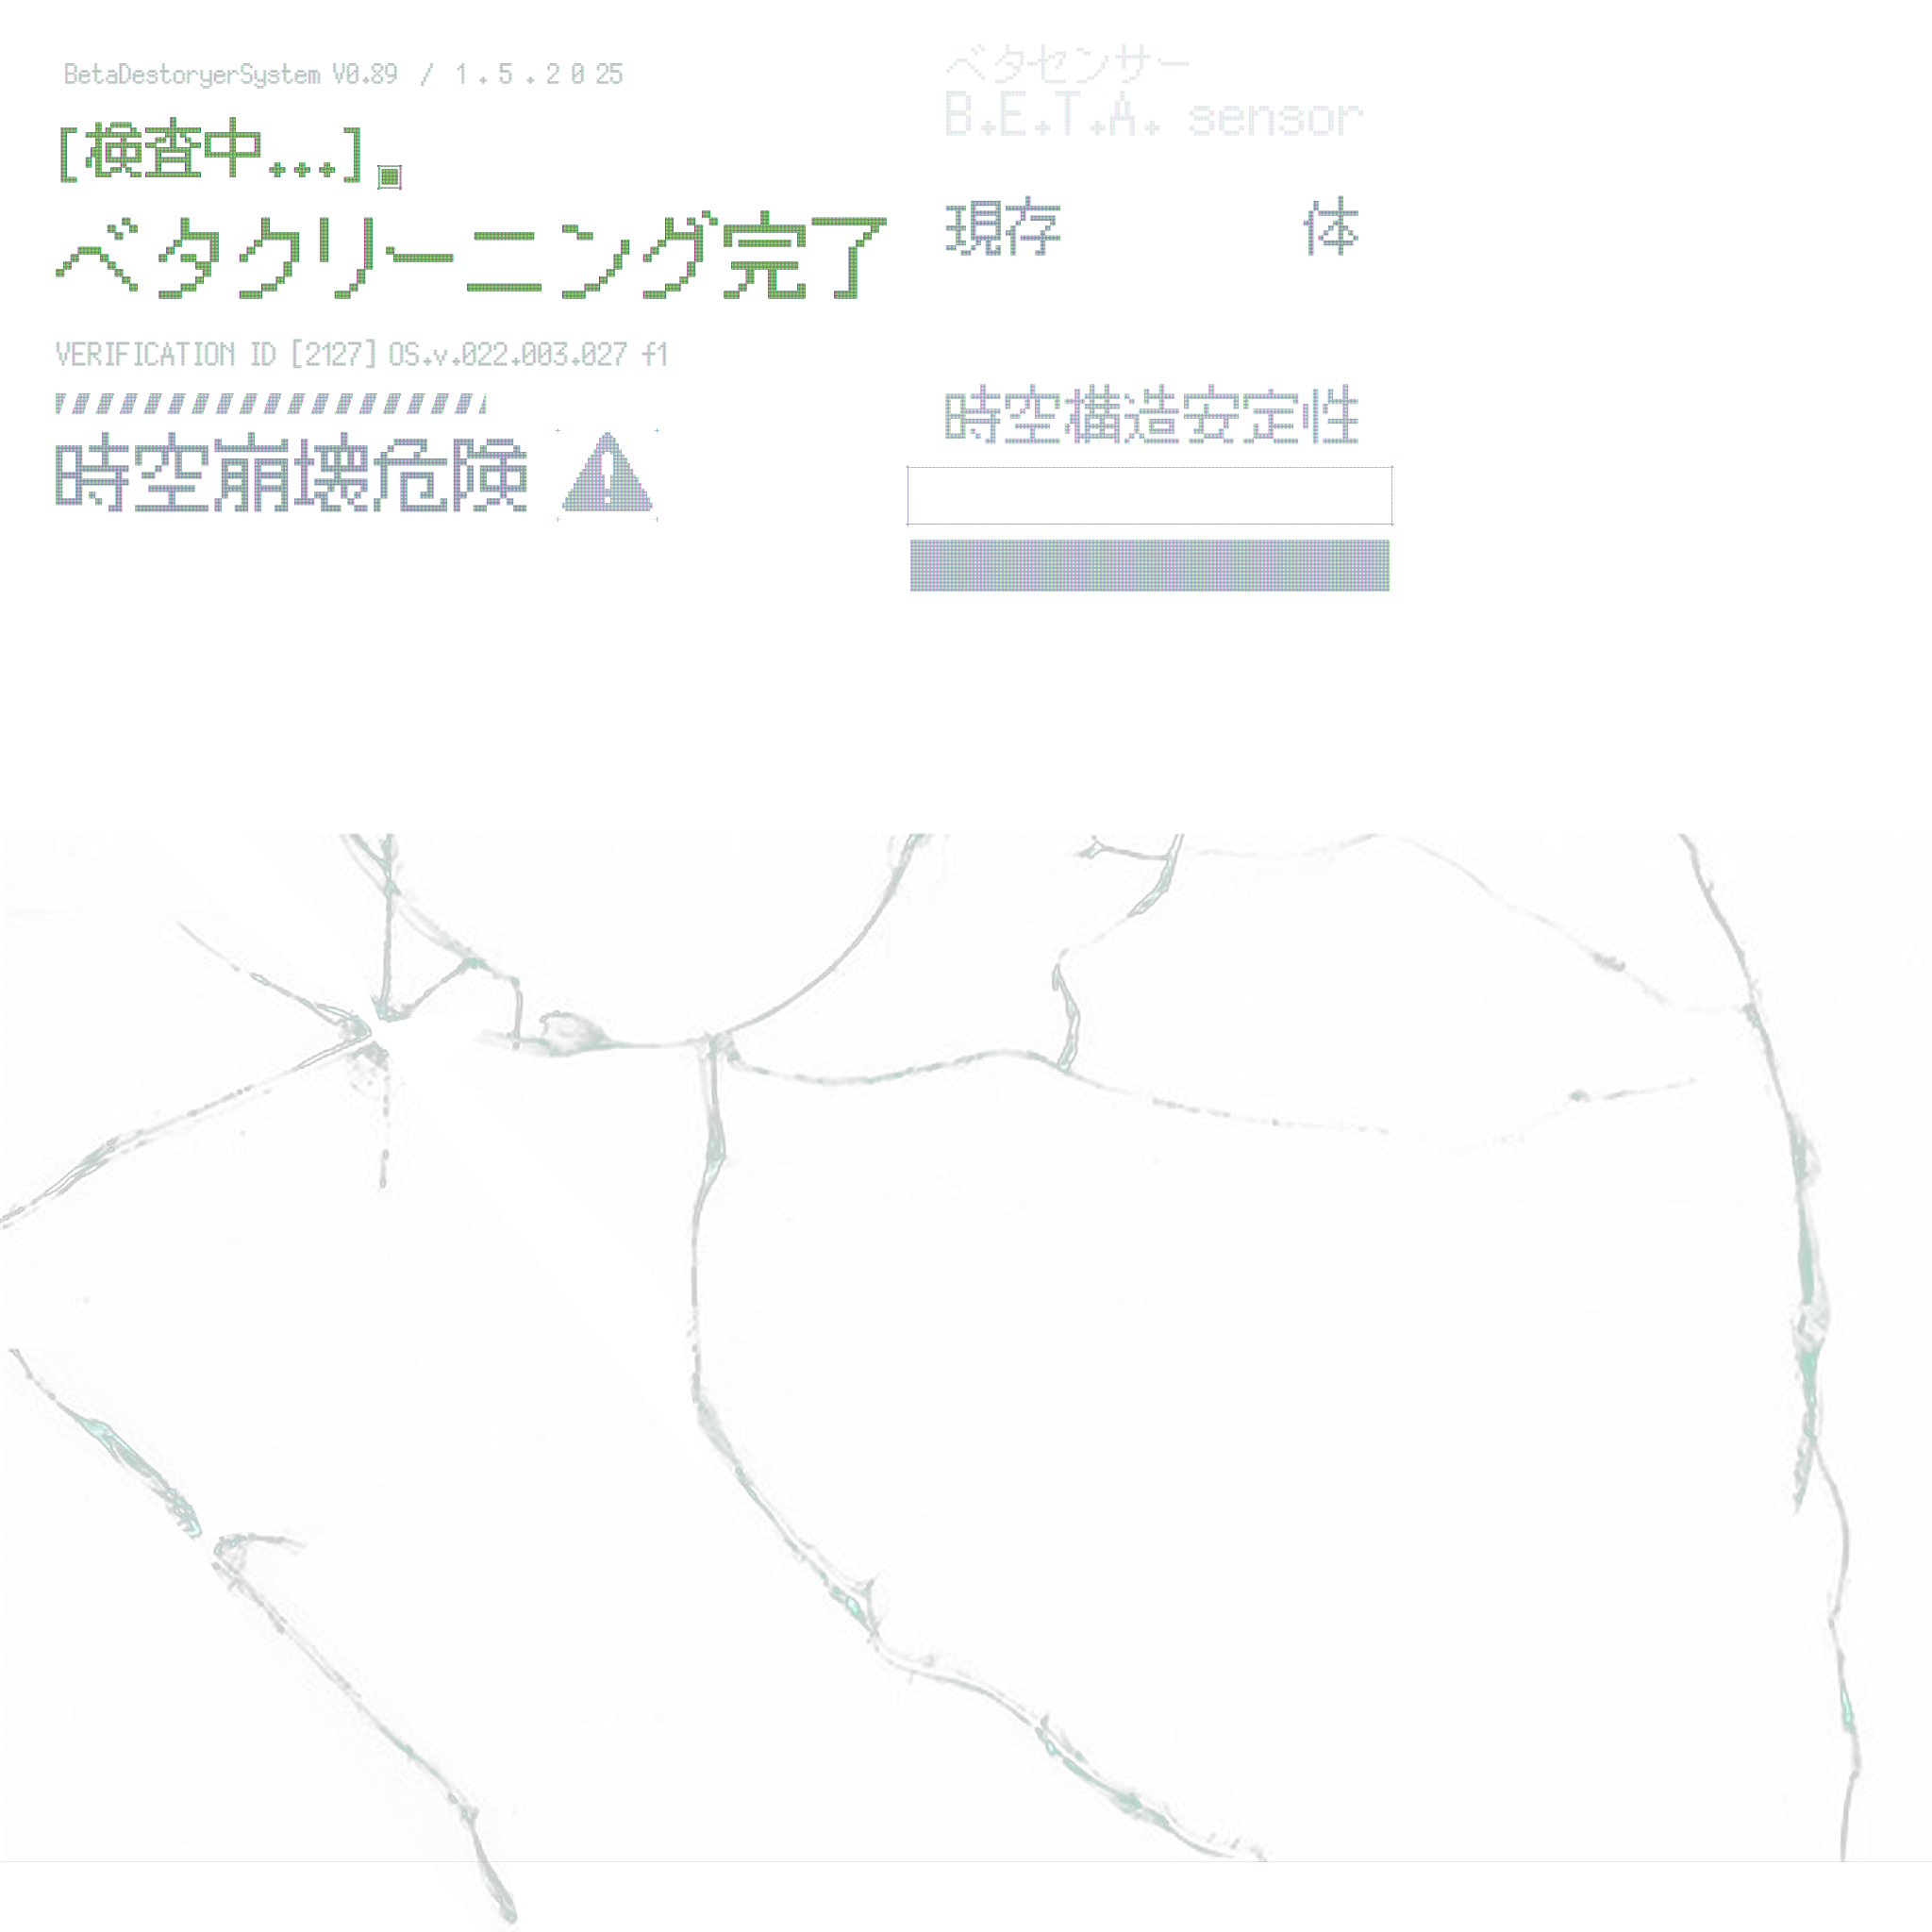 BetaDestoryerSystem V0.89 / 1.5.2025
[検査中...]
ベタクリーニング完了
VERIFICATION ID [2127] OS.v.022.003.027 f1
時空崩壊危険
ベタセンサー
B.E.T.A. sensor
現存 体
時空構造安定性